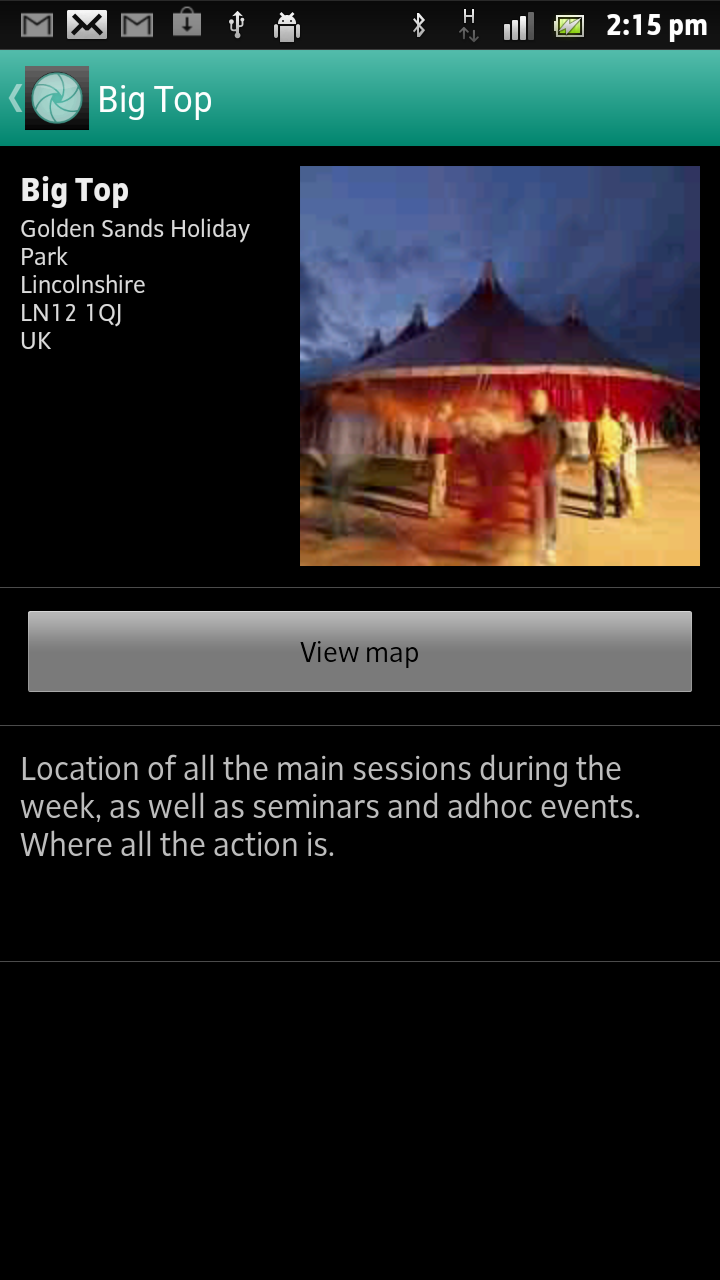 H
2:15 pm
Big Top
Big Top
Golden Sands Holiday
Park
Lincolnshire
LN12 1QJ
UK
View map
Location of all the main sessions during the
week, as well as seminars and adhoc events.
Where all the action is.